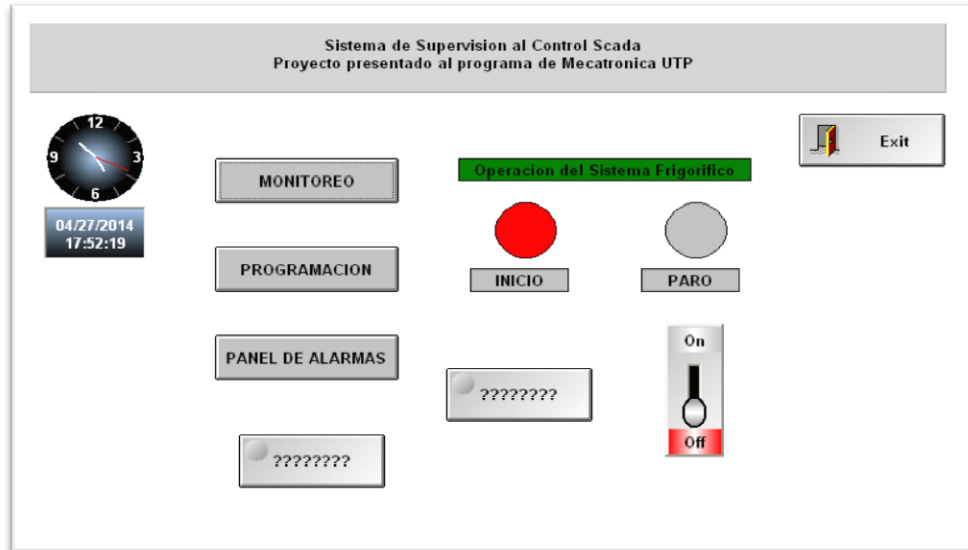 Sistema de Supervision al Control Scada
Proyecto presentado al programa de Mecatronica UTP
12
9
3
6
04/27/2014
17:52:19
Exit
MONITOREO
Operacion del Sistema Frigorifico
PROGRAMACION
INICIO
PARO
PANEL DE ALARMAS
On
????????
Off
????????